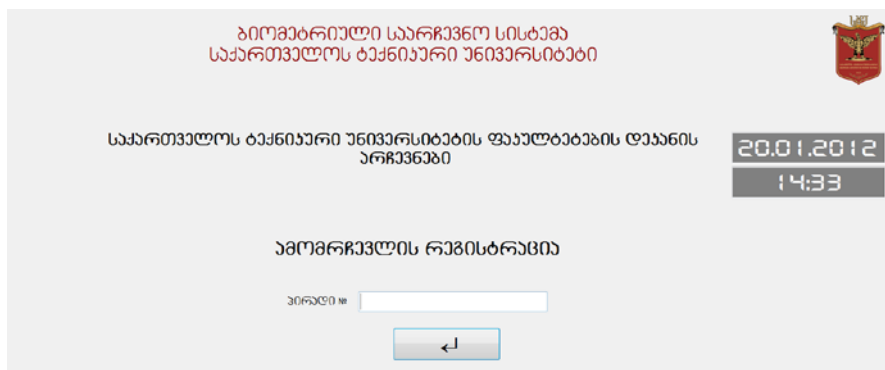 ბიომეტრიული საარჩევნო სისტემა
საქართველოს ტექნიკური უნივერსიტეტი
საქართველოს ტექნიკური უნივერსიტეტის ფაკულტეტების დეკანის
არჩევნები
20.01.2012
14:33
ამომრჩევლის რეგისტრაცია
პირადი №